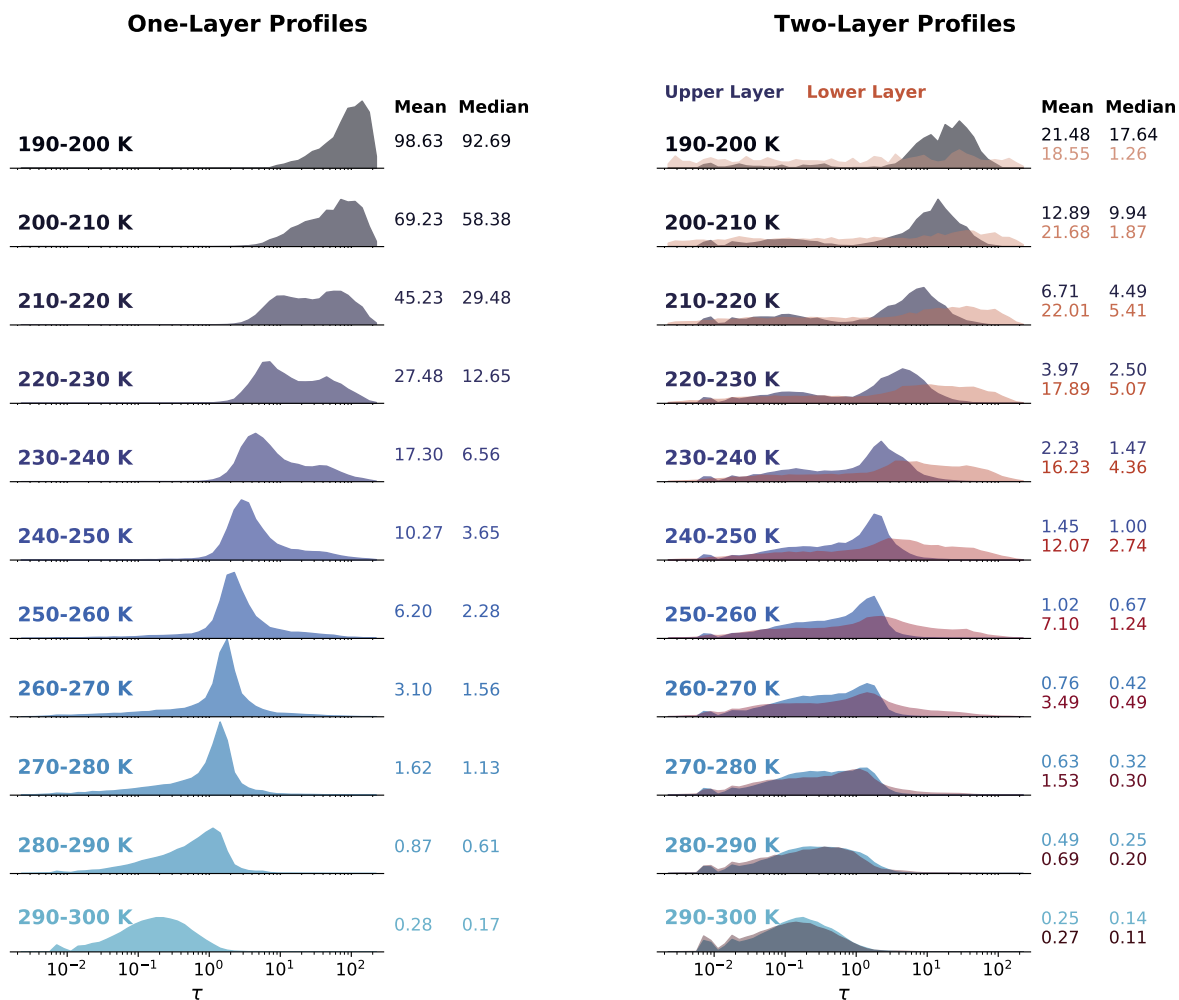 One-Layer Profiles
Mean Median
190-200 K 98.63 92.69
200-210 K 69.23 58.38
210-220 K 45.23 29.48
220-230 K 27.48 12.65
230-240 K 17.30 6.56
240-250 K 10.27 3.65
250-260 K 6.20 2.28
260-270 K 3.10 1.56
270-280 K 1.62 1.13
280-290 K 0.87 0.61
290-300 K 0.28 0.17
10⁻² 10⁻¹ 10⁰ 10¹ 10²
τ
Two-Layer Profiles
Upper Layer Lower Layer
Mean Median
190-200 K 21.48 17.64
18.55 1.26
200-210 K 12.89 9.94
21.68 1.87
210-220 K 6.71 4.49
22.01 5.41
220-230 K 3.97 2.50
17.89 5.07
230-240 K 2.23 1.47
16.23 4.36
240-250 K 1.45 1.00
12.07 2.74
250-260 K 1.02 0.67
7.10 1.24
260-270 K 0.76 0.42
3.49 0.49
270-280 K 0.63 0.32
1.53 0.30
280-290 K 0.49 0.25
0.69 0.20
290-300 K 0.25 0.14
0.27 0.11
10⁻² 10⁻¹ 10⁰ 10¹ 10²
τ